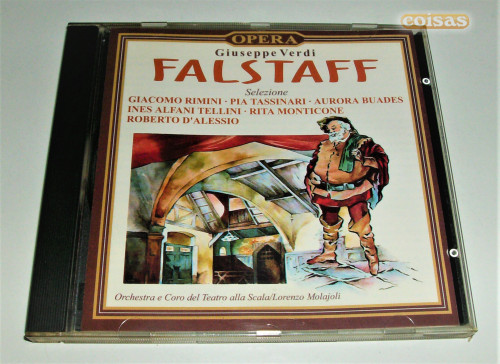 coisas
OPERA
Giuseppe Verdi
FALSTAFF
Selezione
GIACOMO RIMINI · PIA TASSINARI · AURORA BUADES
INES ALFANI TELLINI · RITA MONTICONE
ROBERTO D'ALESSIO
Orchestra e Coro del Teatro alla Scala/Lorenzo Molajoli